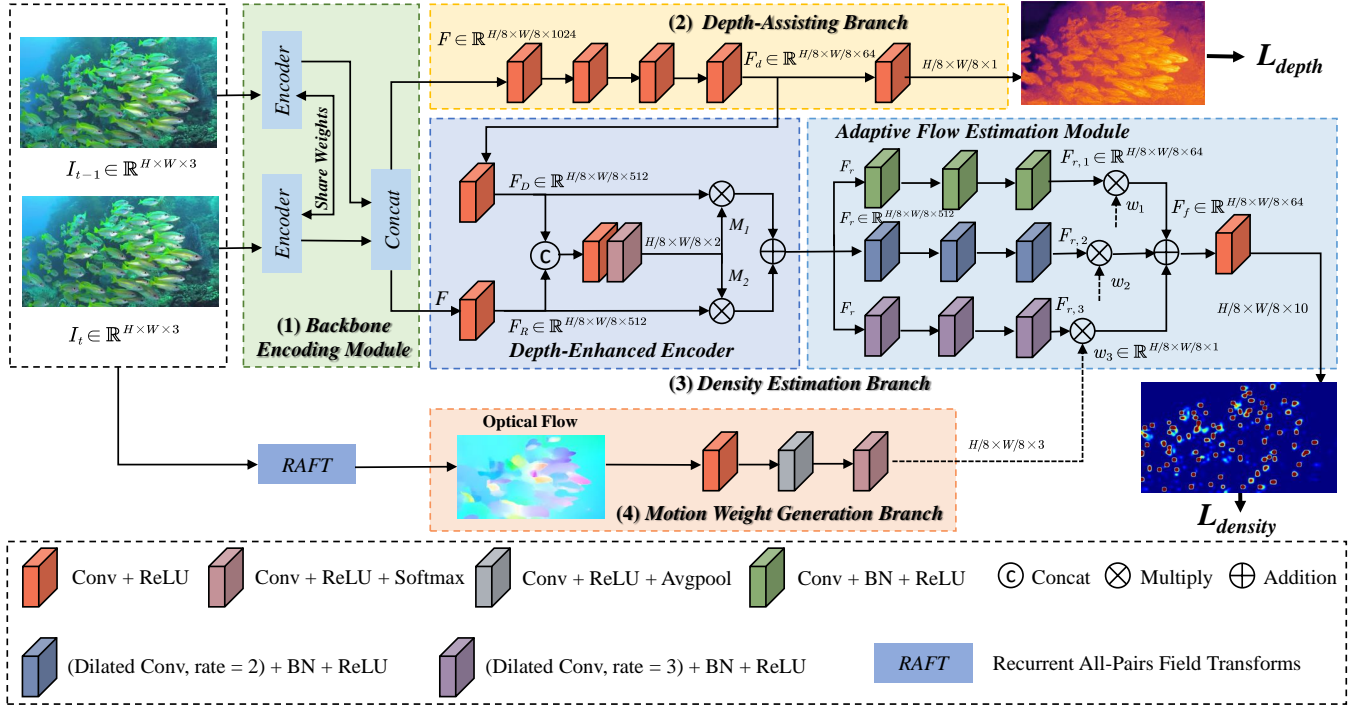 (2) Depth-Assisting Branch
F ∈ ℝ^{H/8×W/8×1024}
F_d ∈ ℝ^{H/8×W/8×64}
H/8×W/8×1
L_{depth}
Encoder
Share Weights
Encoder
Concat
I_{t−1} ∈ ℝ^{H×W×3}
I_t ∈ ℝ^{H×W×3}
(1) Backbone
Encoding Module
F
F_D ∈ ℝ^{H/8×W/8×512}
C
H/8×W/8×2
M_1
M_2
F_R ∈ ℝ^{H/8×W/8×512}
Depth-Enhanced Encoder
Adaptive Flow Estimation Module
F_r
F_{r,1} ∈ ℝ^{H/8×W/8×64}
w_1
F_r ∈ ℝ^{H/8×W/8×512}
F_{r,2}
w_2
F_f ∈ ℝ^{H/8×W/8×64}
F_r
F_{r,3}
w_3 ∈ ℝ^{H/8×W/8×1}
H/8×W/8×10
(3) Density Estimation Branch
RAFT
Optical Flow
H/8×W/8×3
(4) Motion Weight Generation Branch
L_{density}
Conv + ReLU
Conv + ReLU + Softmax
Conv + ReLU + Avgpool
Conv + BN + ReLU
C Concat
Multiply
Addition
(Dilated Conv, rate = 2) + BN + ReLU
(Dilated Conv, rate = 3) + BN + ReLU
RAFT
Recurrent All-Pairs Field Transforms